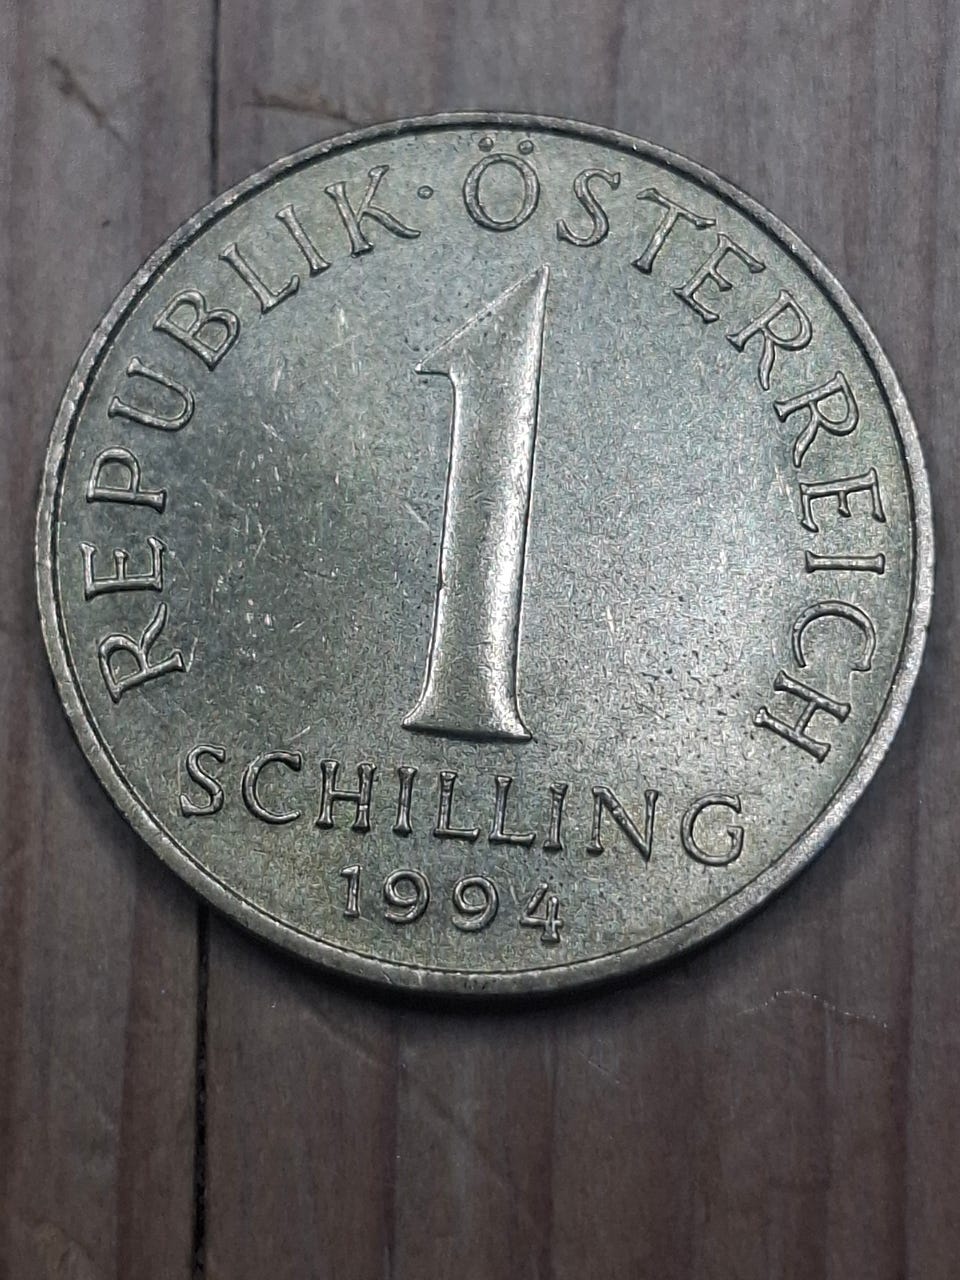 REPUBLIK · ÖSTERREICH
1
SCHILLING
1994